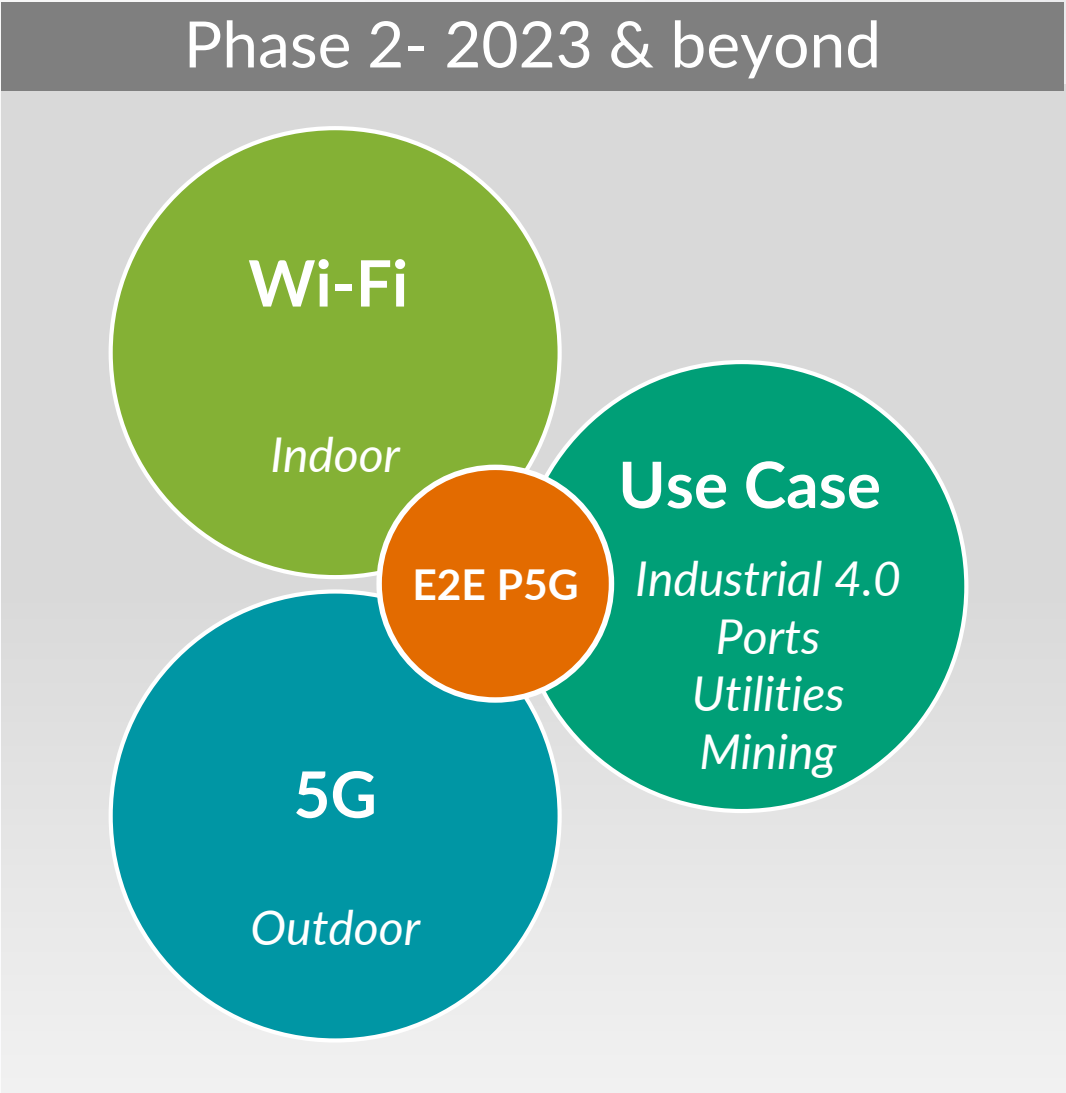 Phase 2- 2023 & beyond
Wi-Fi
Indoor
E2E P5G
Use Case
Industrial 4.0
Ports
Utilities
Mining
5G
Outdoor